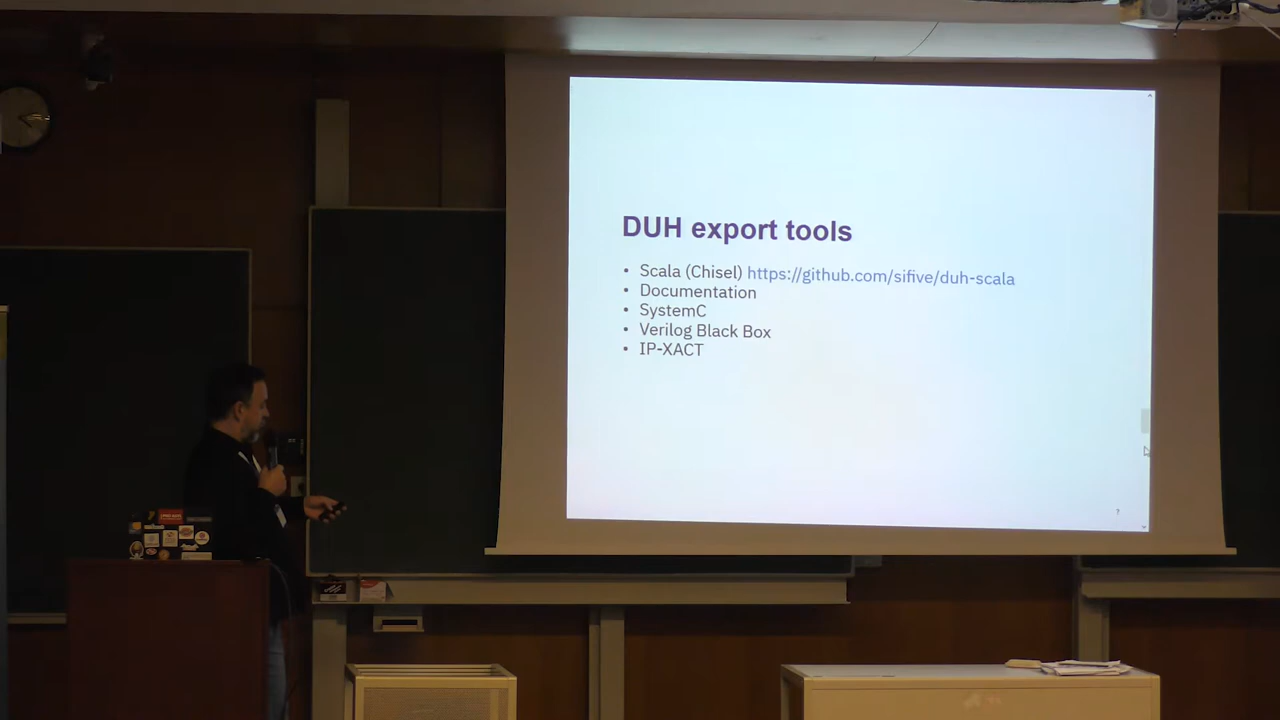 DUH export tools
• Scala (Chisel) https://github.com/sifive/duh-scala
• Documentation
• SystemC
• Verilog Black Box
• IP-XACT
?